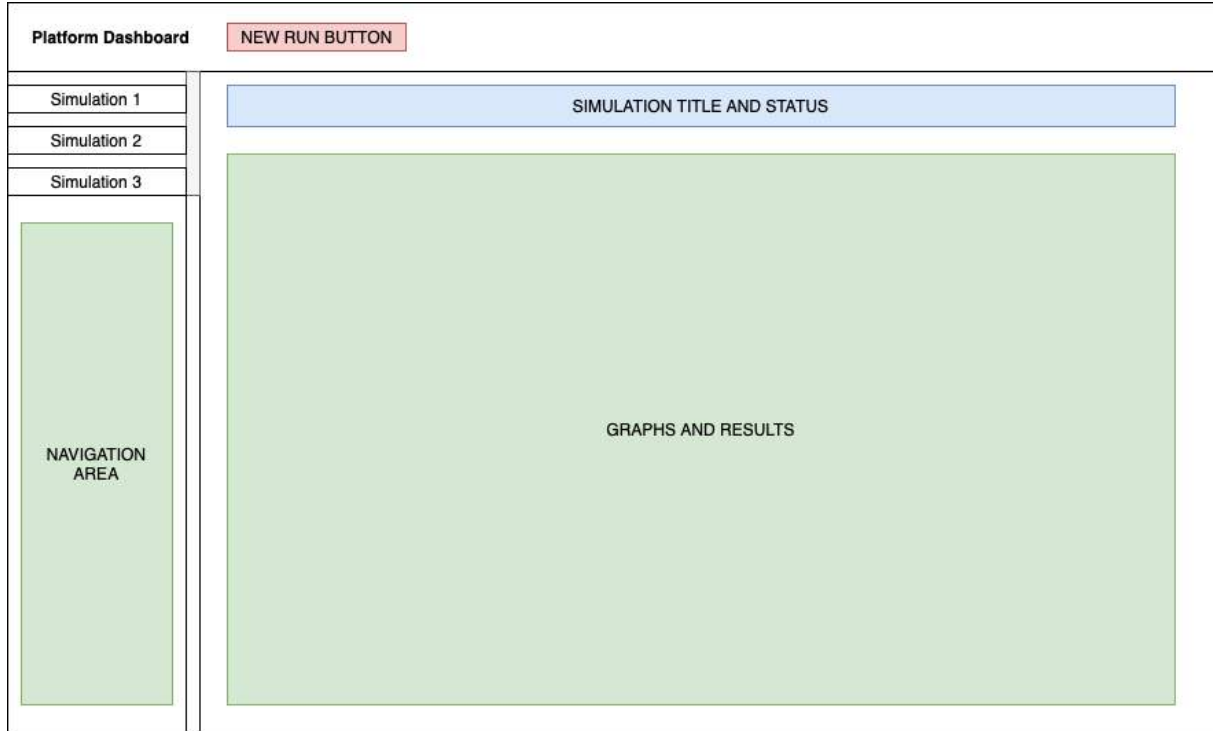 Platform Dashboard
NEW RUN BUTTON
Simulation 1
Simulation 2
Simulation 3
NAVIGATION
AREA
SIMULATION TITLE AND STATUS
GRAPHS AND RESULTS